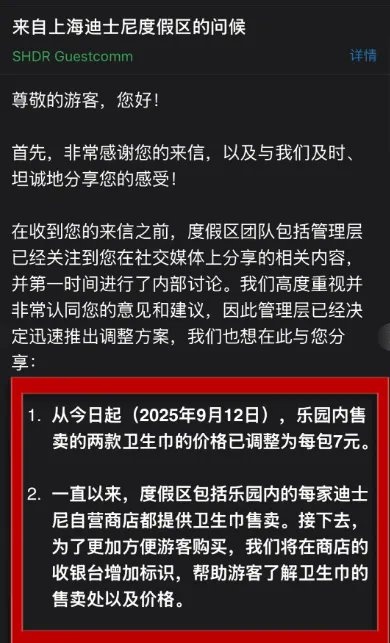 来自上海迪士尼度假区的问候
SHDR Guestcomm
详情
尊敬的游客，您好！
首先，非常感谢您的来信，以及与我们及时、
坦诚地分享您的感受！
在收到您的来信之前，度假区团队包括管理层
已经关注到您在社交媒体上分享的相关内容，
并第一时间进行了内部讨论。我们高度重视并
非常认同您的意见和建议，因此管理层已经决
定迅速推出调整方案，我们也想在此与您分
享：
1. 从今日起（2025年9月12日），乐园内售
卖的两款卫生巾的价格已调整为每包7元。
2. 一直以来，度假区包括乐园内的每家迪士
尼自营商店都提供卫生巾售卖。接下去，
为了更加方便游客购买，我们将在商店的
收银台增加标识，帮助游客了解卫生巾的
售卖处以及价格。